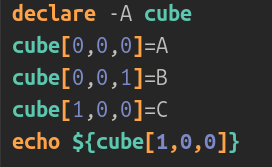 declare -A cube
cube[0,0,0]=A
cube[0,0,1]=B
cube[1,0,0]=C
echo ${cube[1,0,0]}